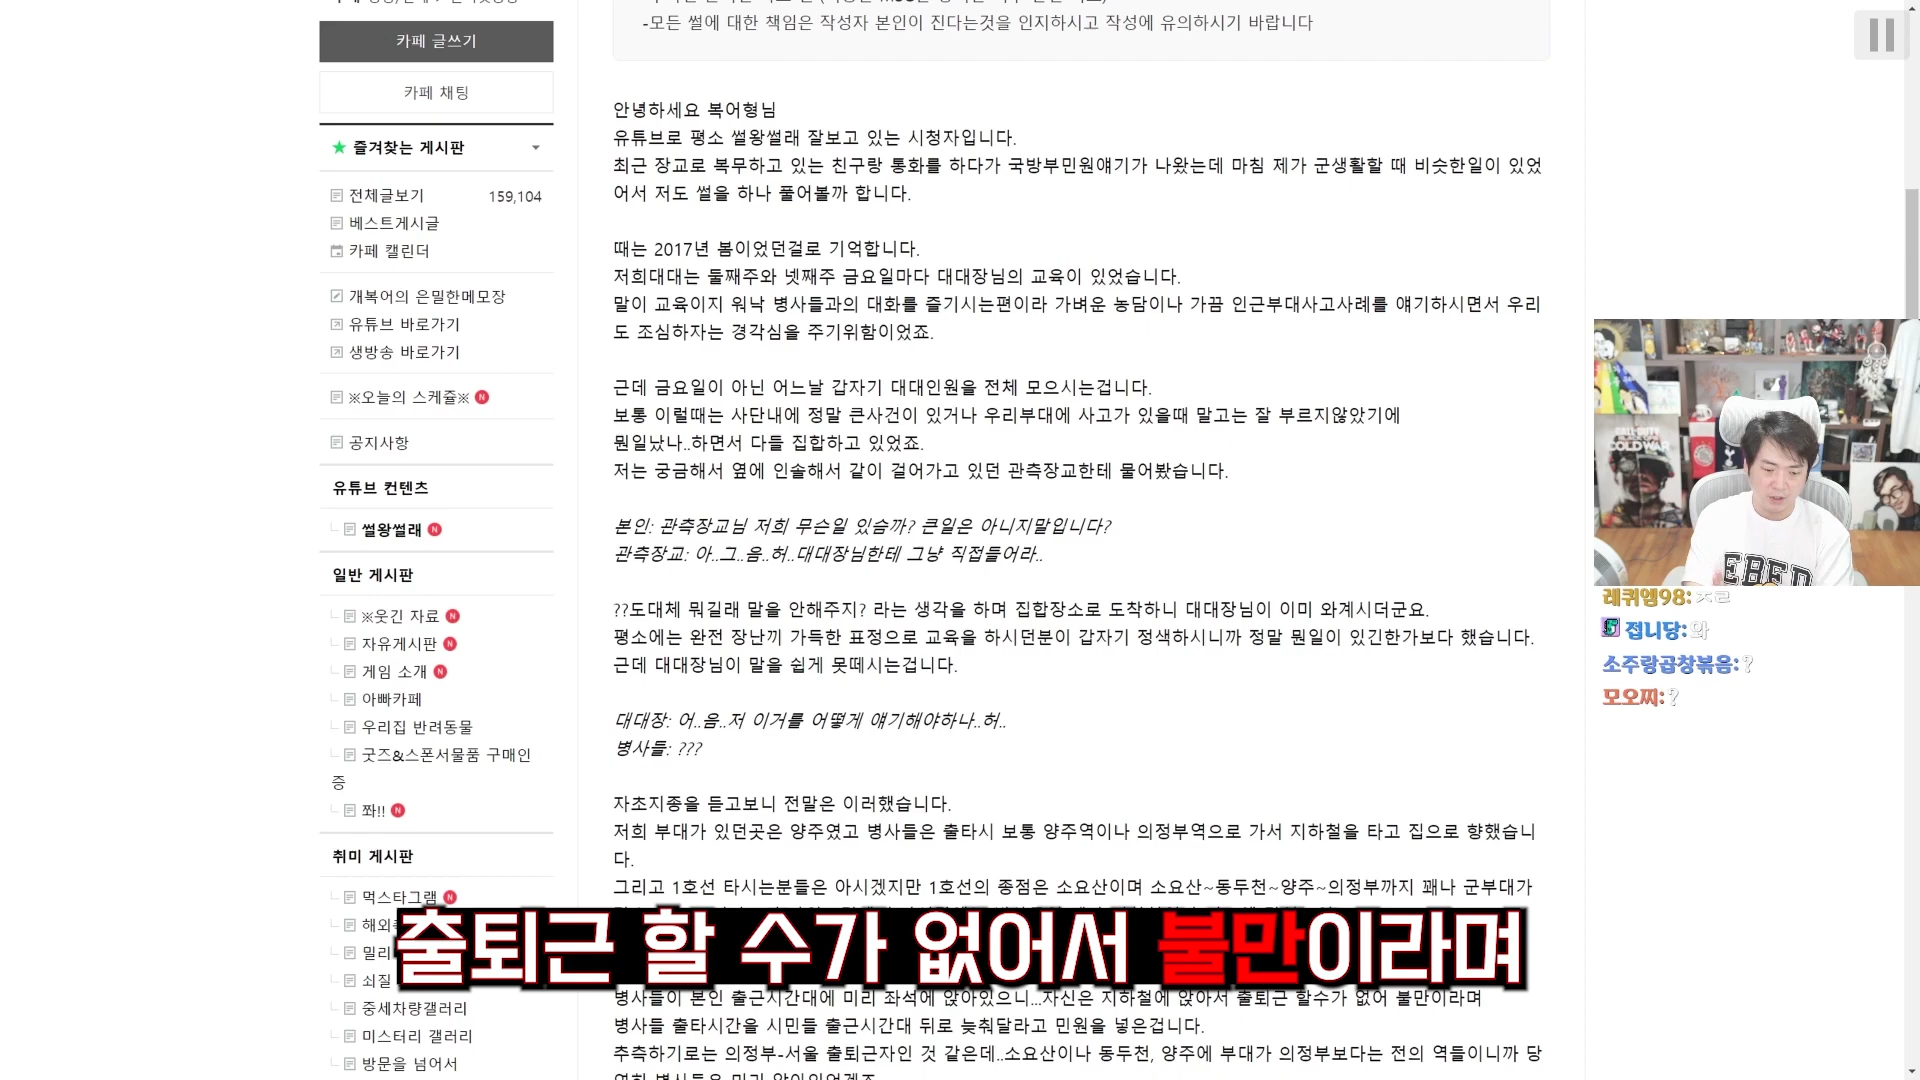 카페 글쓰기
카페 채팅
즐겨찾는 게시판
전체글보기 159,104
베스트게시글
카페 캘린더
개복어의 은밀한메모장
유튜브 바로가기
생방송 바로가기
※오늘의 스케쥴※ N
공지사항
유튜브 컨텐츠
썰왕썰래 N
일반 게시판
※웃긴 자료 N
자유게시판 N
게임 소개 N
아빠카페
우리집 반려동물
굿즈&스폰서물품 구매인
증
쫘!! N
취미 게시판
먹스타그램 N
해외
밀리
쇠질
중세차량갤러리
미스터리 갤러리
방문을 넘어서
-모든 썰에 대한 책임은 작성자 본인이 진다는것을 인지하시고 작성에 유의하시기 바랍니다
안녕하세요 복어형님
유튜브로 평소 썰왕썰래 잘보고 있는 시청자입니다.
최근 장교로 복무하고 있는 친구랑 통화를 하다가 국방부민원얘기가 나왔는데 마침 제가 군생활할 때 비슷한일이 있었
어서 저도 썰을 하나 풀어볼까 합니다.
때는 2017년 봄이었던걸로 기억합니다.
저희대대는 둘째주와 넷째주 금요일마다 대대장님의 교육이 있었습니다.
말이 교육이지 워낙 병사들과의 대화를 즐기시는편이라 가벼운 농담이나 가끔 인근부대사고사례를 얘기하시면서 우리
도 조심하자는 경각심을 주기위함이었죠.
근데 금요일이 아닌 어느날 갑자기 대대인원을 전체 모으시는겁니다.
보통 이럴때는 사단내에 정말 큰사건이 있거나 우리부대에 사고가 있을때 말고는 잘 부르지않았기에
뭔일났나..하면서 다들 집합하고 있었죠.
저는 궁금해서 옆에 인솔해서 같이 걸어가고 있던 관측장교한테 물어봤습니다.
본인: 관측장교님 저희 무슨일 있습까? 큰일은 아니지말입니다?
관측장교: 아..그..음..허..대대장님한테 그냥 직접들어라..
??도대체 뭐길래 말을 안해주지? 라는 생각을 하며 집합장소로 도착하니 대대장님이 이미 와계시더군요.
평소에는 완전 장난끼 가득한 표정으로 교육을 하시던분이 갑자기 정색하시니까 정말 뭔일이 있긴한가보다 했습니다.
근데 대대장님이 말을 쉽게 못떼시는겁니다.
대대장: 어..음..저 이거를 어떻게 얘기해야하나..허..
병사들: ???
자초지종을 듣고보니 전말은 이러했습니다.
저희 부대가 있던곳은 양주였고 병사들은 출타시 보통 양주역이나 의정부역으로 가서 지하철을 타고 집으로 향했습니
다.
그리고 1호선 타시는분들은 아시겠지만 1호선의 종점은 소요산이며 소요산~동두천~양주~의정부까지 꽤나 군부대가
출퇴근 할 수가 없어서 불만이라며
병사들이 본인 출근시간대에 미리 좌석에 앉아있으니...자신은 지하철에 앉아서 출퇴근 할수가 없어 불만이라며
병사들 출타시간을 시민들 출근시간대 뒤로 늦춰달라고 민원을 넣은겁니다.
추측하기로는 의정부-서울 출퇴근자인 것 같은데..소요산이나 동두천, 양주에 부대가 의정부보다는 전의 역들이니까 당
CALL OF DUTY
COLD WAR
레퀴엠98: ㅈㄹ
접니당: 와
소주랑곱창볶음: ?
모오찌: ?